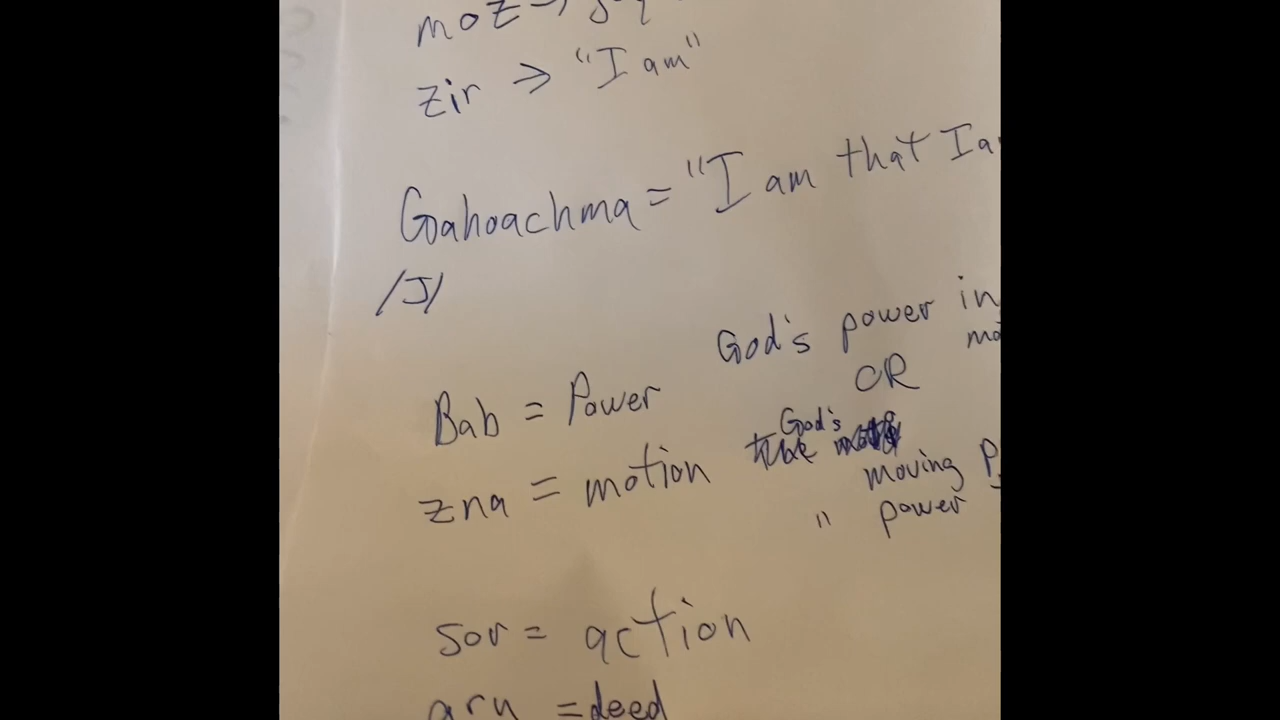 moz →
zir → "I am"
Gahoachma = "I am that I a
/J/
God's power in
Bab = Power
OR
God's
zna = motion
moving P
" power
sor = action
= deed